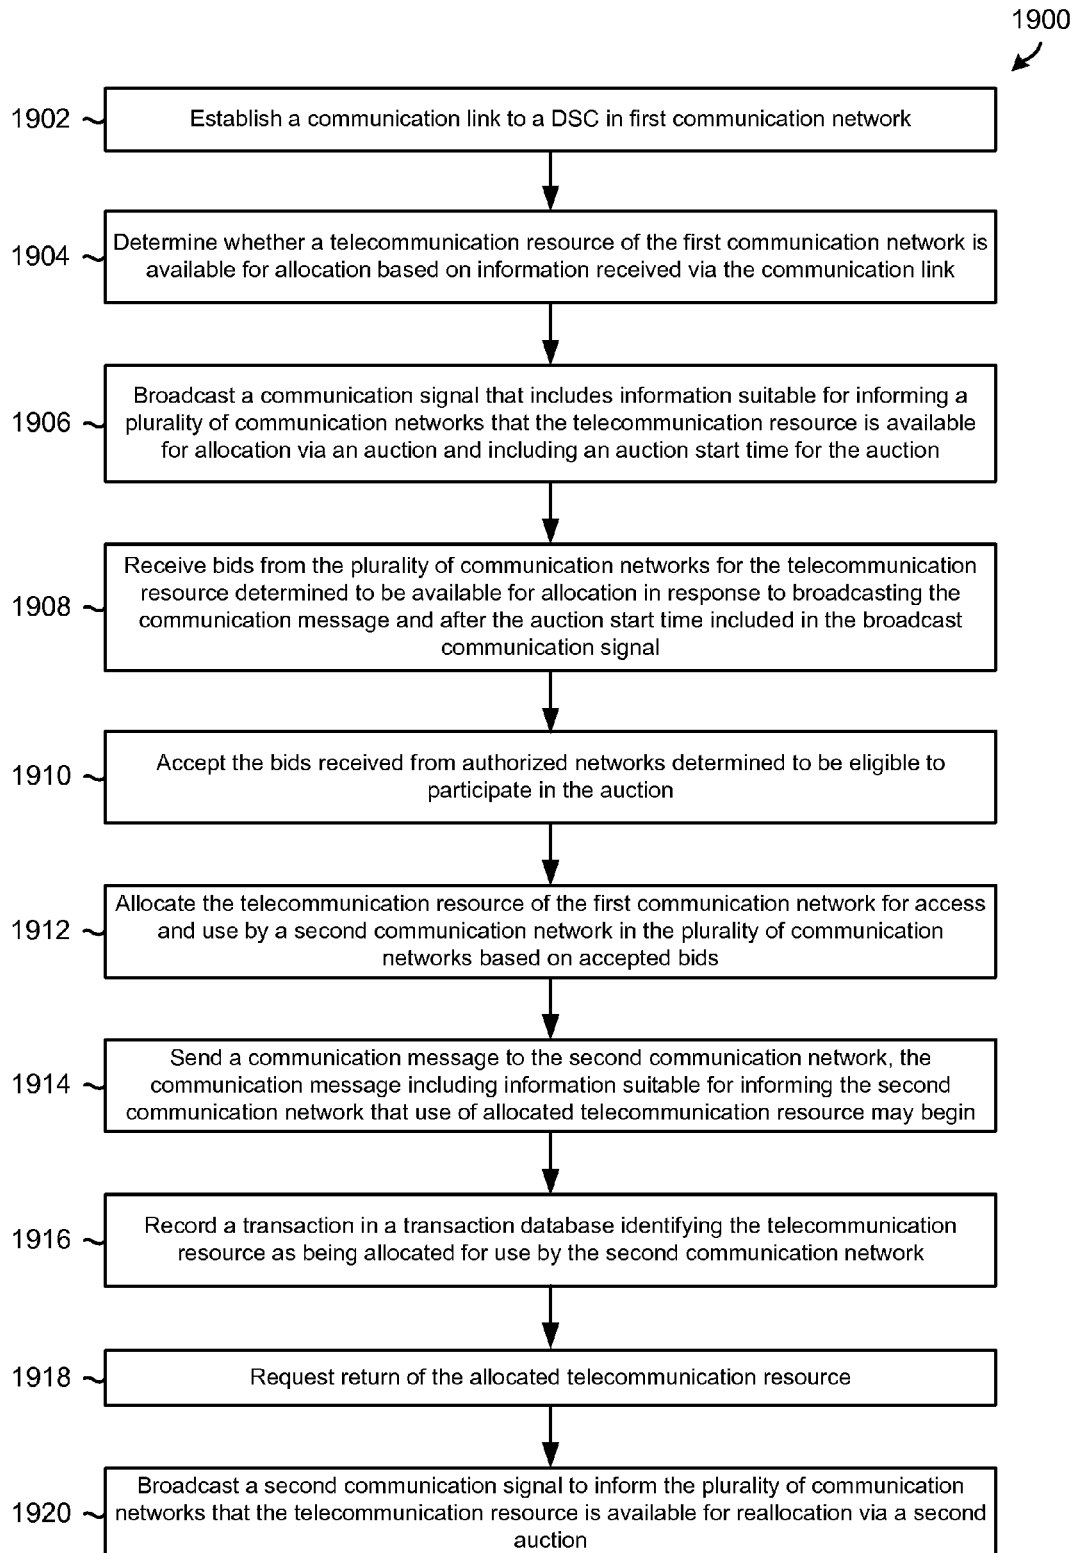 1900
1902
Establish a communication link to a DSC in first communication network
1904
Determine whether a telecommunication resource of the first communication network is
available for allocation based on information received via the communication link
1906
Broadcast a communication signal that includes information suitable for informing a
plurality of communication networks that the telecommunication resource is available
for allocation via an auction and including an auction start time for the auction
1908
Receive bids from the plurality of communication networks for the telecommunication
resource determined to be available for allocation in response to broadcasting the
communication message and after the auction start time included in the broadcast
communication signal
1910
Accept the bids received from authorized networks determined to be eligible to
participate in the auction
1912
Allocate the telecommunication resource of the first communication network for access
and use by a second communication network in the plurality of communication
networks based on accepted bids
1914
Send a communication message to the second communication network, the
communication message including information suitable for informing the second
communication network that use of allocated telecommunication resource may begin
1916
Record a transaction in a transaction database identifying the telecommunication
resource as being allocated for use by the second communication network
1918
Request return of the allocated telecommunication resource
1920
Broadcast a second communication signal to inform the plurality of communication
networks that the telecommunication resource is available for reallocation via a second
auction